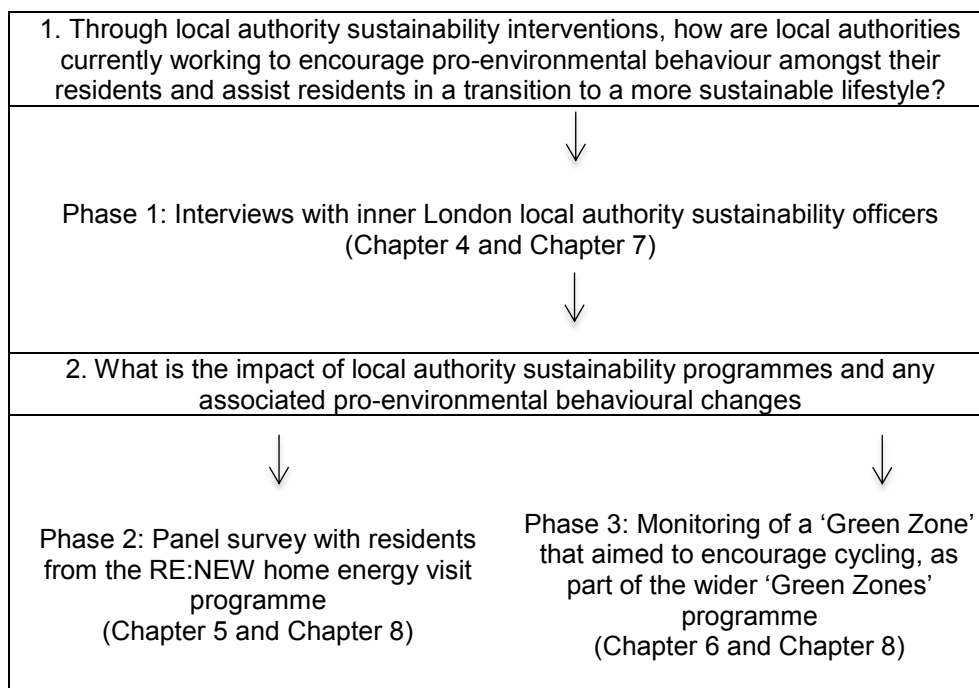 1. Through local authority sustainability interventions, how are local authorities
currently working to encourage pro-environmental behaviour amongst their
residents and assist residents in a transition to a more sustainable lifestyle?
Phase 1: Interviews with inner London local authority sustainability officers
(Chapter 4 and Chapter 7)
2. What is the impact of local authority sustainability programmes and any
associated pro-environmental behavioural changes
Phase 2: Panel survey with residents
from the RE:NEW home energy visit
programme
(Chapter 5 and Chapter 8)
Phase 3: Monitoring of a ‘Green Zone’
that aimed to encourage cycling, as
part of the wider ‘Green Zones’
programme
(Chapter 6 and Chapter 8)